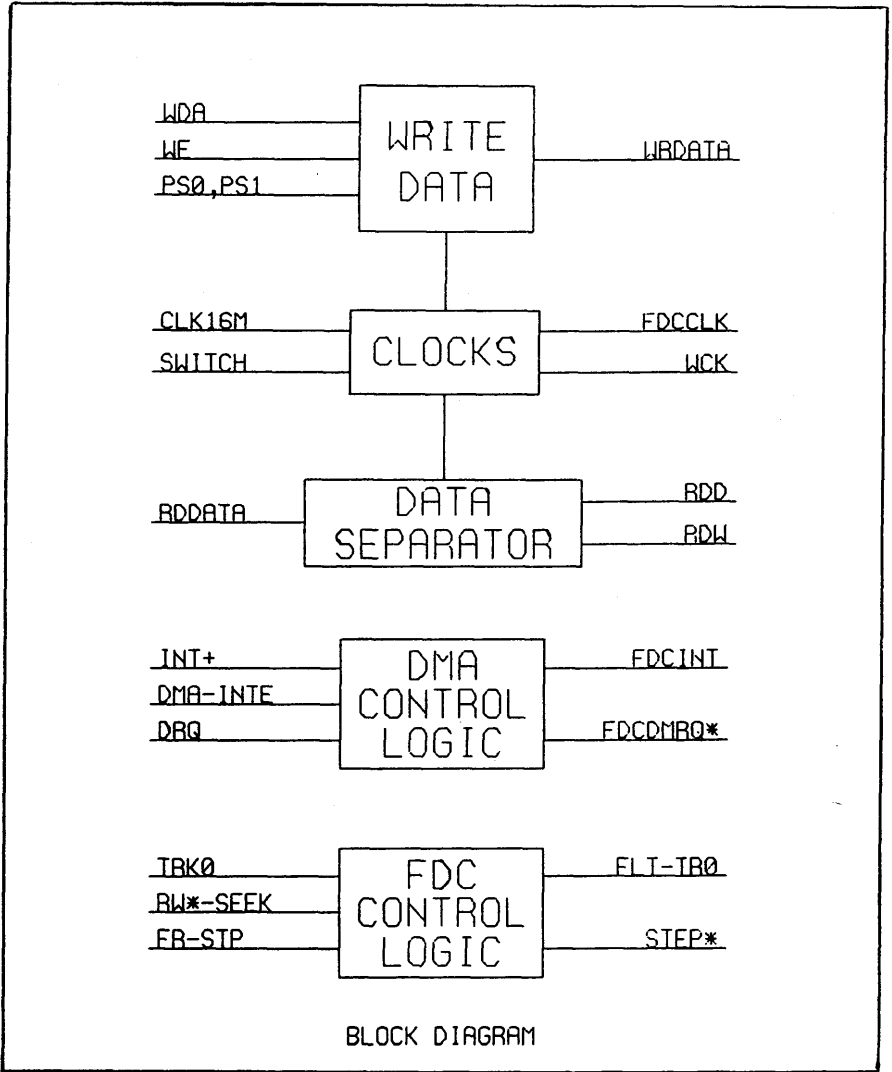 WDA
WE
PS0,PS1
WRITE
DATA
WRDATA
CLK16M
SWITCH
CLOCKS
FDCCLK
WCK
RDDATA
DATA
SEPARATOR
RDD
RDW
INT+
DMA-INTE
DRQ
DMA
CONTROL
LOGIC
FDCINT
FDCDMRQ*
TRK0
RW*-SEEK
FR-STP
FDC
CONTROL
LOGIC
FLT-TR0
STEP*
BLOCK DIAGRAM